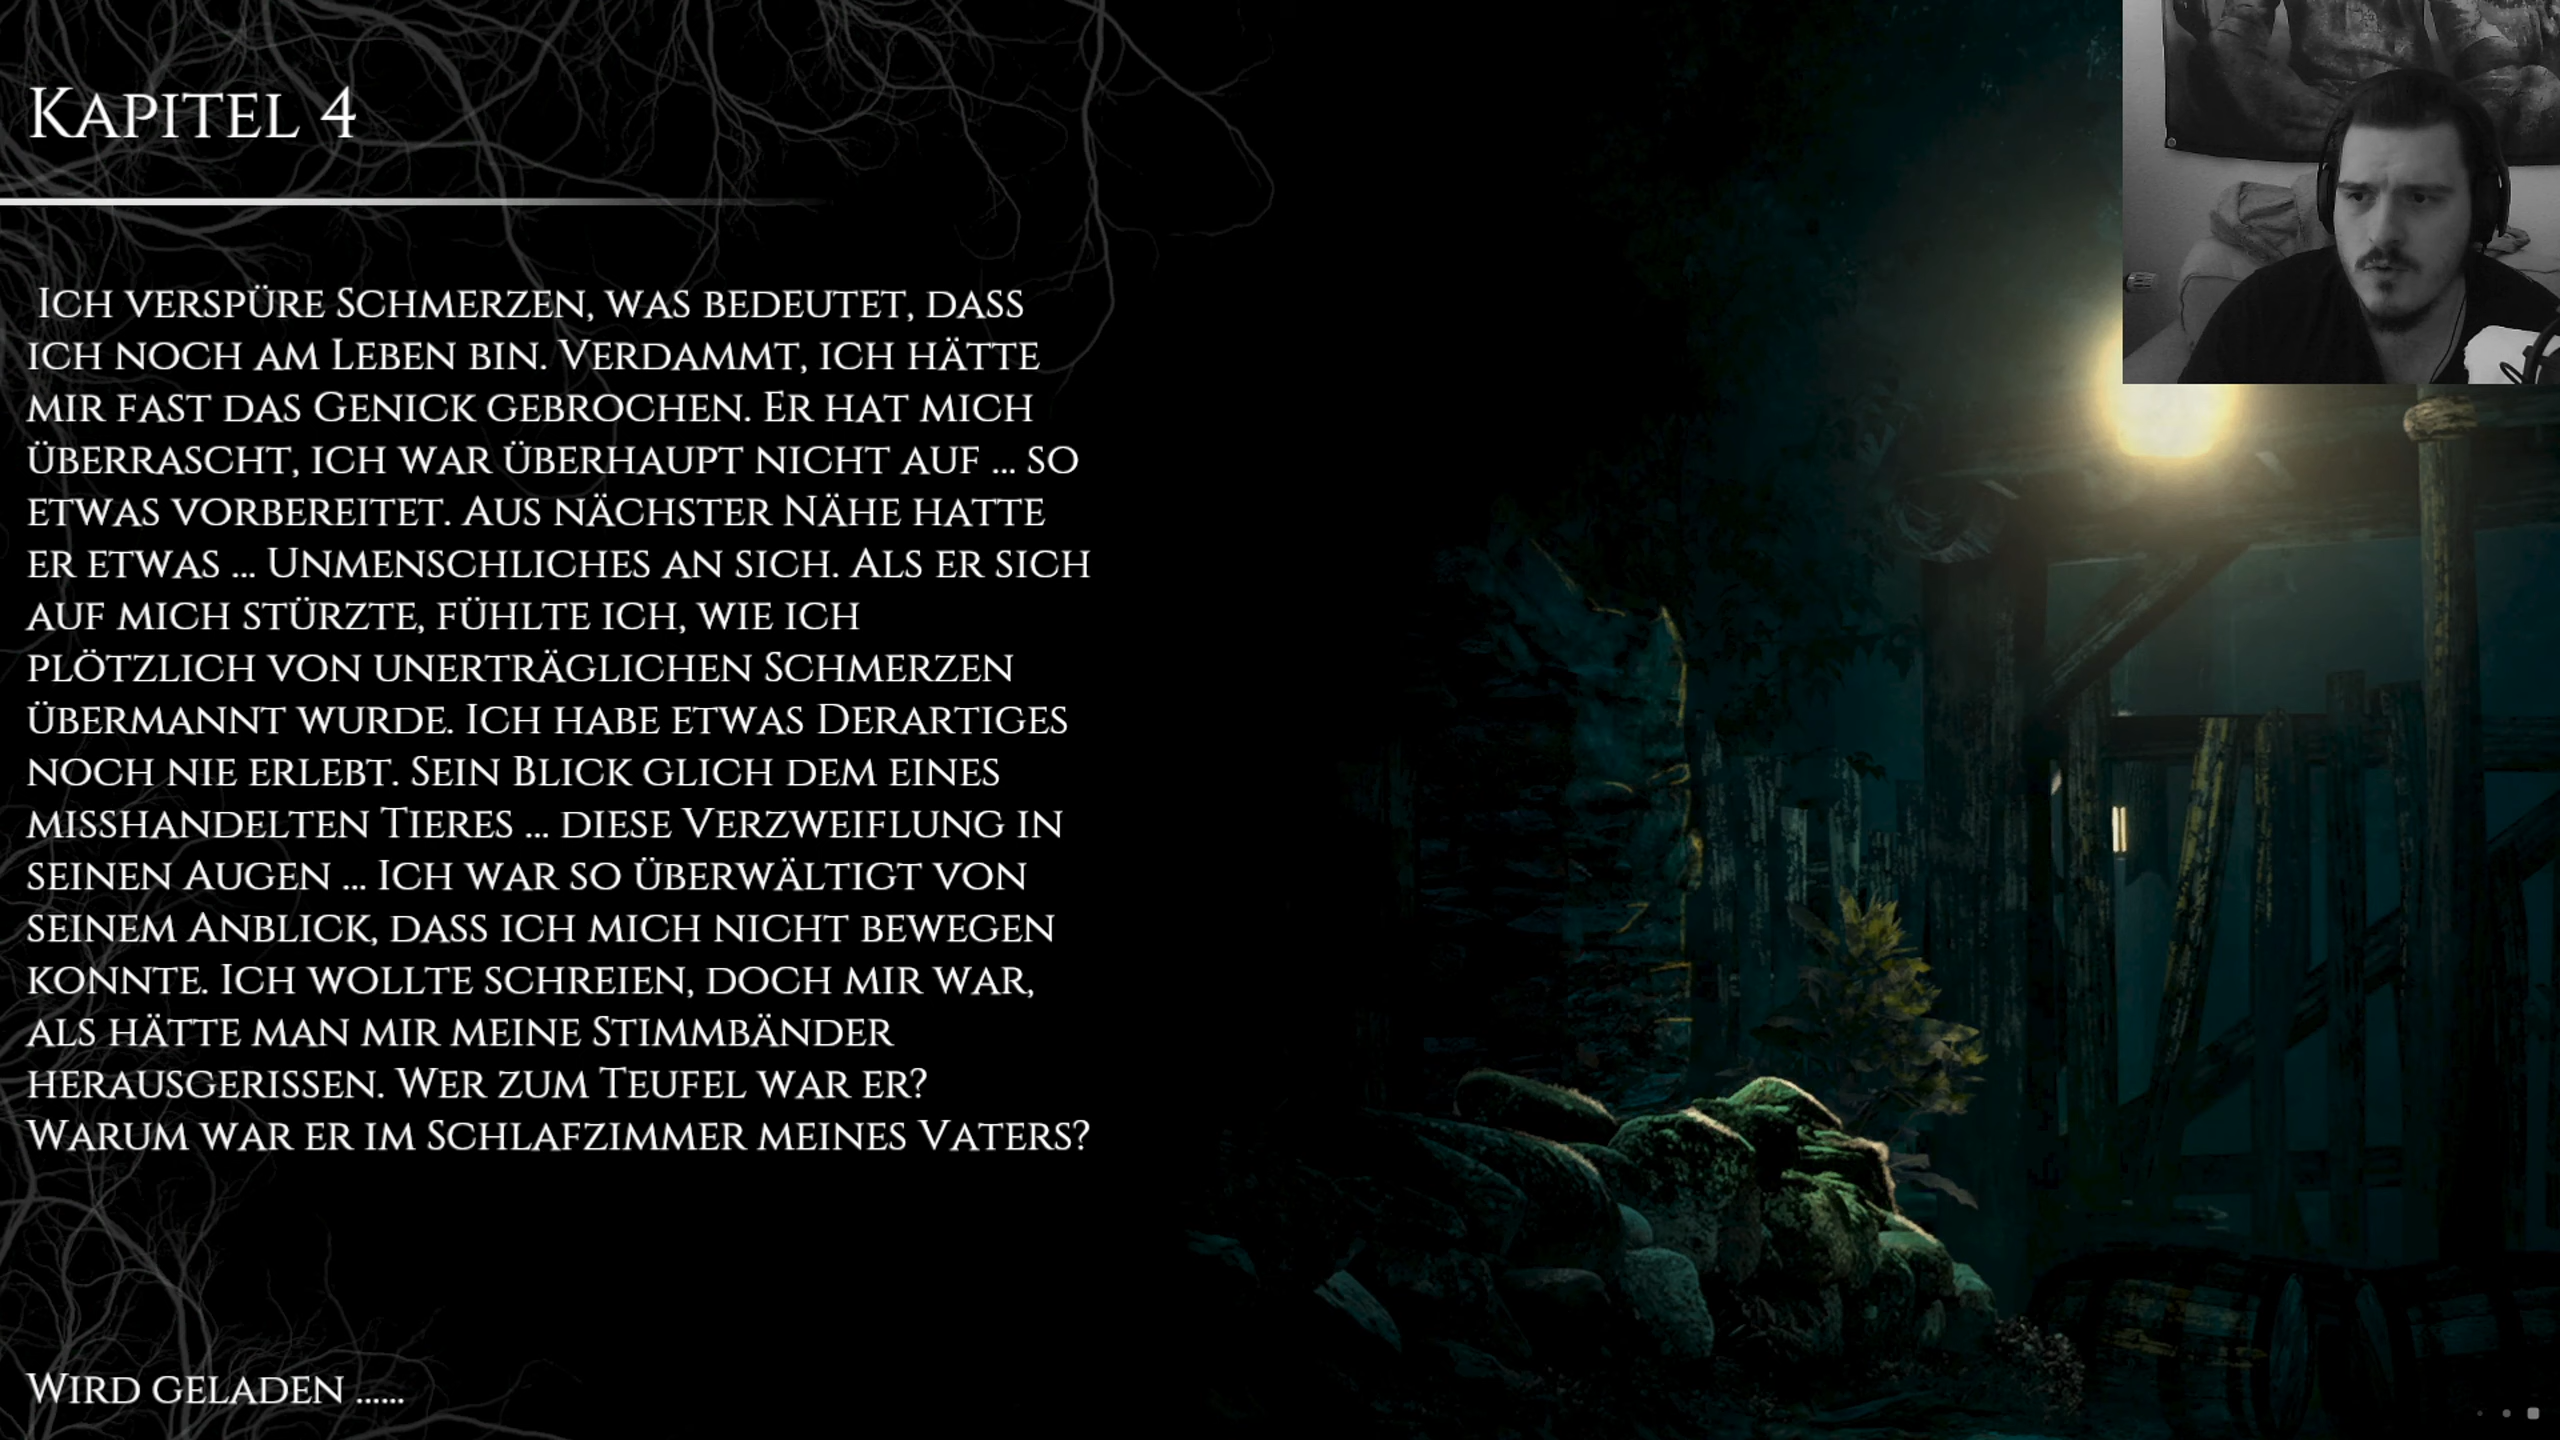 Kapitel 4
Ich verspüre Schmerzen, was bedeutet, dass
ich noch am Leben bin. Verdammt, ich hätte
mir fast das Genick gebrochen. Er hat mich
überrascht, ich war überhaupt nicht auf ... so
etwas vorbereitet. Aus nächster Nähe hatte
er etwas ... Unmenschliches an sich. Als er sich
auf mich stürzte, fühlte ich, wie ich
plötzlich von unerträglichen Schmerzen
übermannt wurde. Ich habe etwas Derartiges
noch nie erlebt. Sein Blick glich dem eines
misshandelten Tieres ... diese Verzweiflung in
seinen Augen ... Ich war so überwältigt von
seinem Anblick, dass ich mich nicht bewegen
konnte. Ich wollte schreien, doch mir war,
als hätte man mir meine Stimmbänder
herausgerissen. Wer zum Teufel war er?
Warum war er im Schlafzimmer meines Vaters?
Wird geladen ......